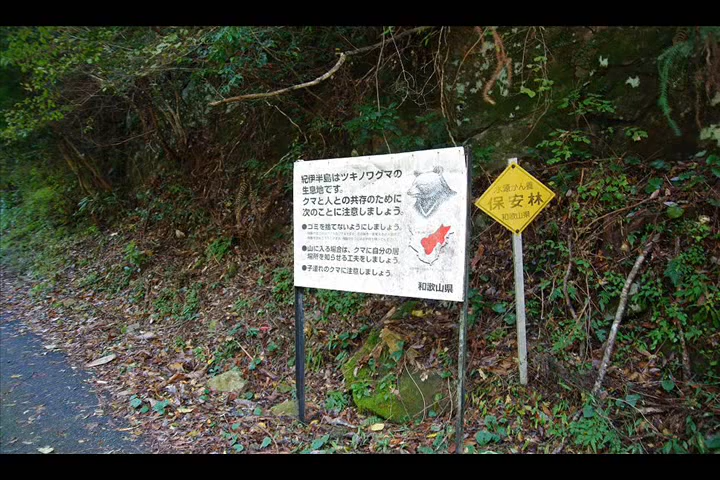 紀伊半島はツキノワグマの
生息地です。
クマと人との共存のために
次のことに注意しましょう。
●ゴミを捨てないようにしましょう。
●山に入る場合は、クマに自分の居
場所を知らせる工夫をしましょう。
●子連れのクマに注意しましょう。
和歌山県
水源かん養
保安林
和歌山県